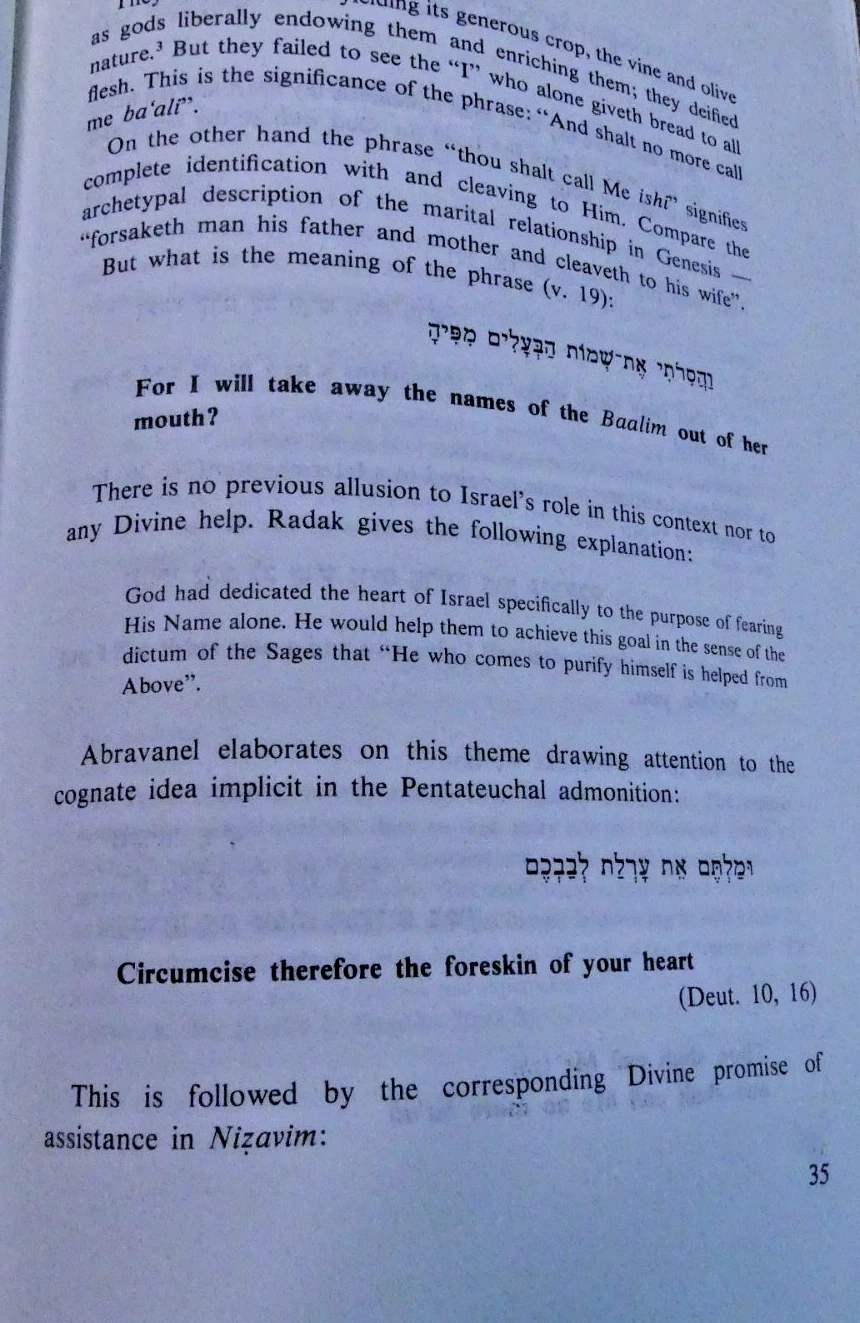 its generous crop, the vine and olive
as gods liberally endowing them and enriching them; they deified
nature.³ But they failed to see the “I” who alone giveth bread to all
flesh. This is the significance of the phrase: “And shalt no more call
me ba‘ali”.
On the other hand the phrase “thou shalt call Me ishi” signifies
complete identification with and cleaving to Him. Compare the
archetypal description of the marital relationship in Genesis —
“forsaketh man his father and mother and cleaveth to his wife”.
But what is the meaning of the phrase (v. 19):
וַהֲסִרֹתִי אֶת־שְׁמוֹת הַבְּעָלִים מִפִּיהָ
For I will take away the names of the Baalim out of her
mouth?
There is no previous allusion to Israel’s role in this context nor to
any Divine help. Radak gives the following explanation:
God had dedicated the heart of Israel specifically to the purpose of fearing
His Name alone. He would help them to achieve this goal in the sense of the
dictum of the Sages that “He who comes to purify himself is helped from
Above”.
Abravanel elaborates on this theme drawing attention to the
cognate idea implicit in the Pentateuchal admonition:
וּמַלְתֶּם אֵת עָרְלַת לְבַבְכֶם
Circumcise therefore the foreskin of your heart
(Deut. 10, 16)
This is followed by the corresponding Divine promise of
assistance in Niẓavim:
35